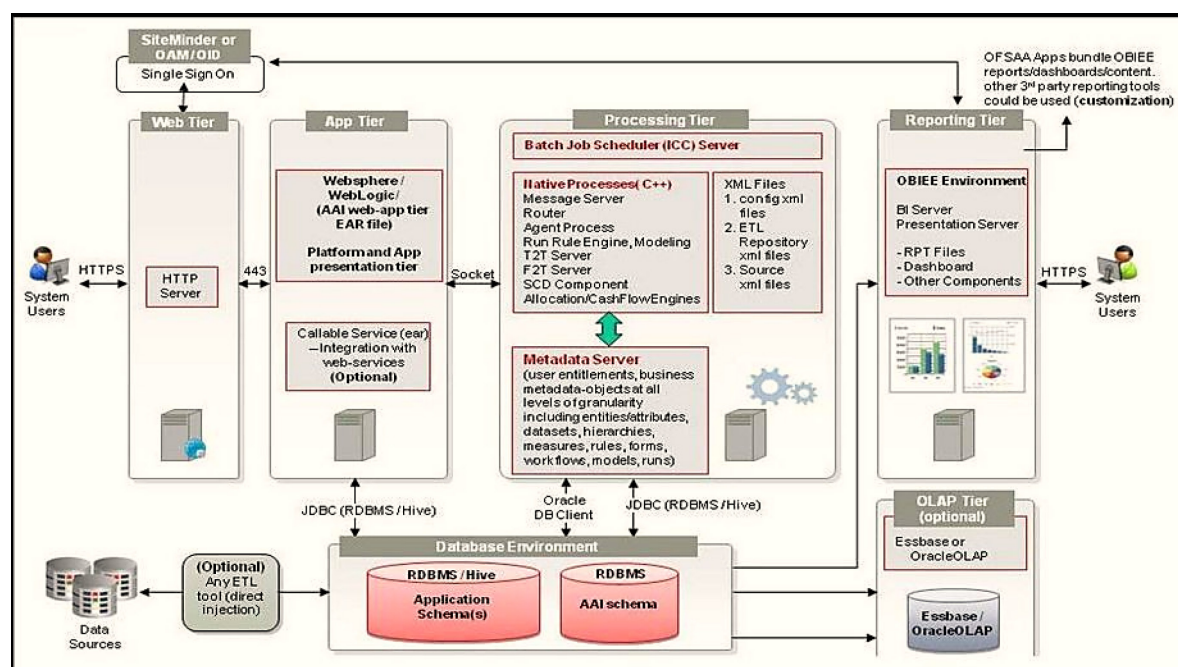 SiteMinder or
OAM/OID
Single Sign On
OFSAA Apps bundle OBIEE
reports/dashboards/content.
other 3rd party reporting tools
could be used (customization)
Web Tier
App Tier
Processing Tier
Reporting Tier
System
Users
HTTPS
HTTP
Server
443
Websphere /
WebLogic/
(AAI web-app tier
EAR file)
Platform and App
presentation tier
Callable Service (ear)
–Integration with
web-services
(Optional)
Socket
Batch Job Scheduler (ICC) Server
Native Processes( C++)
Message Server
Router
Agent Process
Run Rule Engine, Modeling
T2T Server
F2T Server
SCD Component
Allocation/CashFlowEngines
XML Files
1. config xml
files
2. ETL
Repository
xml files
3. Source
xml files
Metadata Server
(user entitlements, business
metadata-objects at all
levels of granularity
including entities/attributes,
datasets, hierarchies,
measures, rules, forms,
workflows, models, runs)
OBIEE Environment
BI Server
Presentation Server
- RPT Files
- Dashboard
- Other Components
HTTPS
System
Users
JDBC (RDBMS /Hive)
Oracle
DB Client
JDBC (RDBMS /Hive)
OLAP Tier
(optional)
Essbase or
OracleOLAP
Essbase /
OracleOLAP
Data
Sources
(Optional)
Any ETL
tool (direct
injection)
Database Environment
RDBMS / Hive
Application
Schema(s)
RDBMS
AAI schema